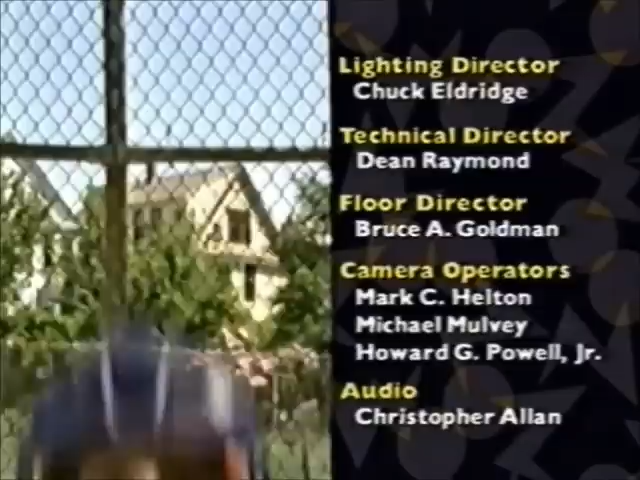 Lighting Director
Chuck Eldridge
Technical Director
Dean Raymond
Floor Director
Bruce A. Goldman
Camera Operators
Mark C. Helton
Michael Mulvey
Howard G. Powell, Jr.
Audio
Christopher Allan